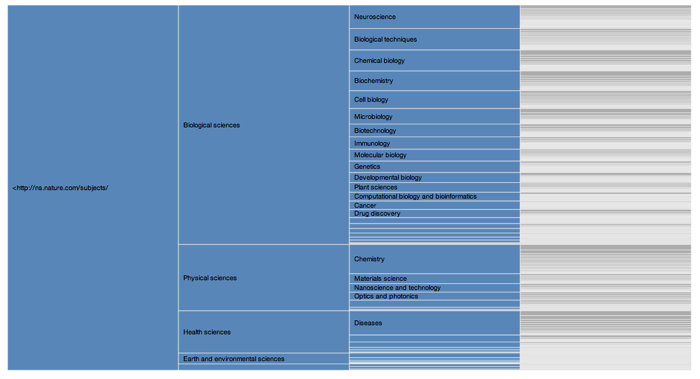 <http://ns.nature.com/subjects/
Biological sciences
Neuroscience
Biological techniques
Chemical biology
Biochemistry
Cell biology
Microbiology
Biotechnology
Immunology
Molecular biology
Genetics
Developmental biology
Plant sciences
Computational biology and bioinformatics
Cancer
Drug discovery
Physical sciences
Chemistry
Materials science
Nanoscience and technology
Optics and photonics
Health sciences
Diseases
Earth and environmental sciences